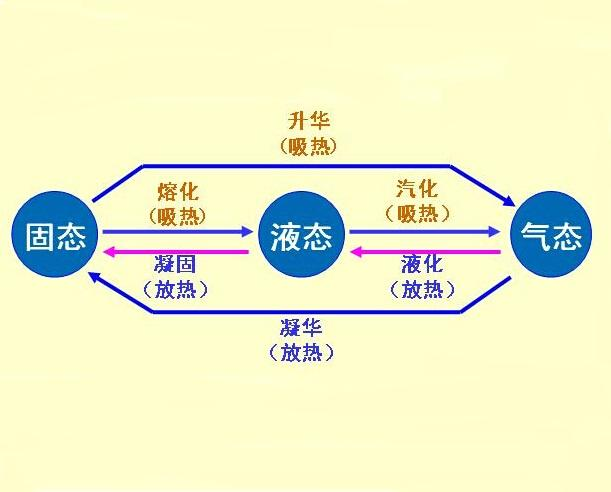 升华
(吸热)
熔化
(吸热)
汽化
（吸热）
固态
液态
气态
凝固
（放热）
液化
（放热）
凝华
（放热）